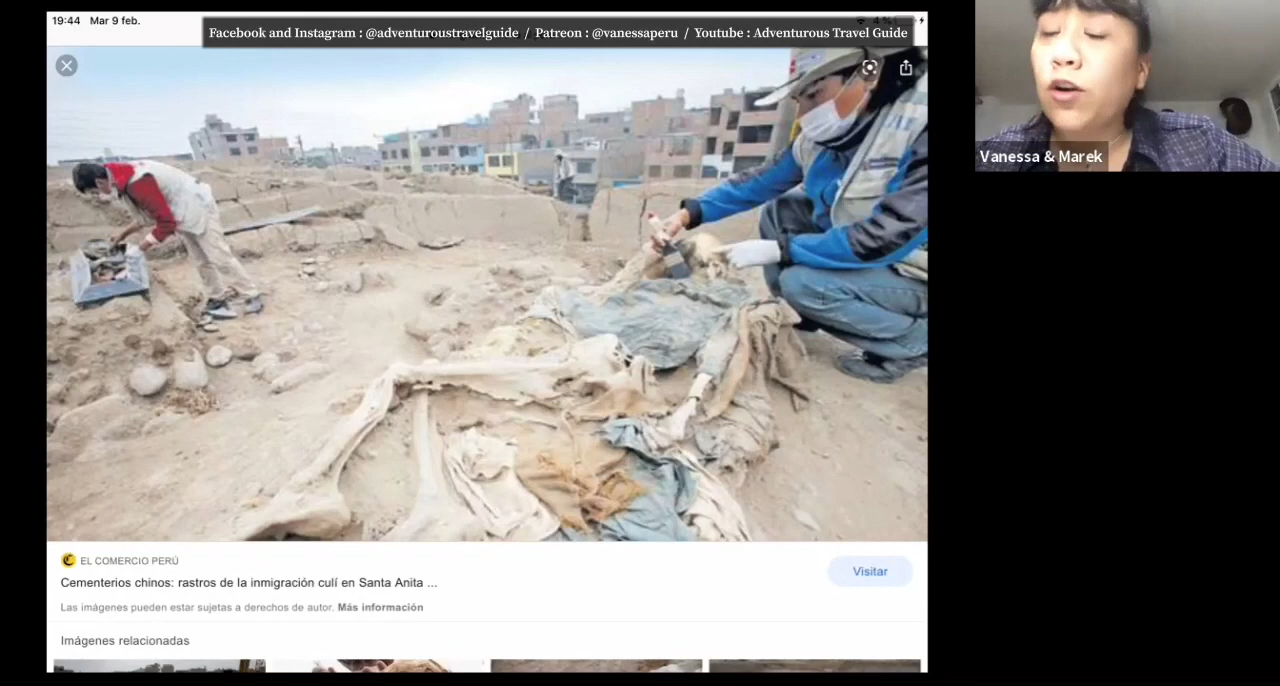 19:44 Mar 9 feb.
4 %
Facebook and Instagram : @adventuroustravelguide / Patreon : @vanessaperu / Youtube : Adventurous Travel Guide
Vanessa & Marek
EL COMERCIO PERÚ
Cementerios chinos: rastros de la inmigración culí en Santa Anita ...
Visitar
Las imágenes pueden estar sujetas a derechos de autor. Más información
Imágenes relacionadas